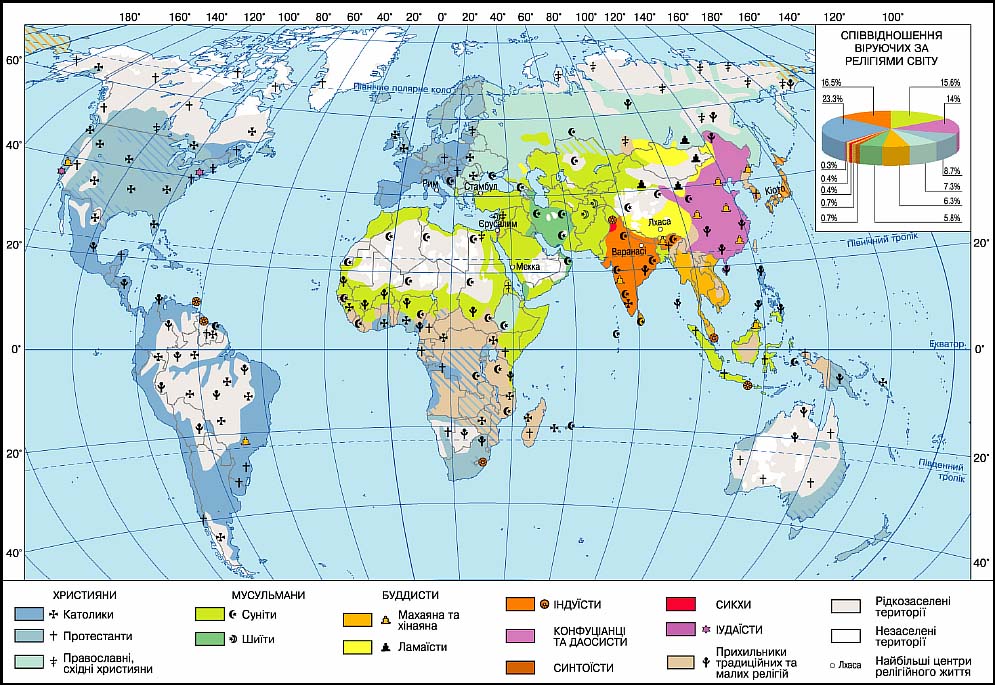 180° 160° 140° 120° 100° 80° 60° 40° 20° 0° 20° 40° 60° 80° 100° 120° 140° 160° 180° 160° 140° 120° 100°
СПІВВІДНОШЕННЯ
ВІРУЮЧИХ ЗА
РЕЛІГІЯМИ СВІТУ
16.5% 15.6%
23.3% 14%
0.3% 8.7%
0.4% 7.3%
0.4% 6.3%
0.7% 5.8%
0.7%
60°
Північне полярне коло
40°
Рим
Стамбул
Кіото
Єрусалим
Лхаса
20° Північний тропік 20°
Варанасі
Мекка
0° Екватор 0°
20° Південний 20°
тропік
40° 40°
ХРИСТИЯНИ
Католики
Протестанти
Православні,
східні християни
МУСУЛЬМАНИ
Суніти
Шиїти
БУДДИСТИ
Махаяна та
хінаяна
Ламаїсти
ІНДУЇСТИ
КОНФУЦІАНЦІ
ТА ДАОСИСТИ
СИНТОЇСТИ
СИКХИ
ІУДАЇСТИ
Прихильники
традиційних та
малих релігій
Рідкозаселені
території
Незаселені
території
Лхаса Найбільші центри
релігійного життя